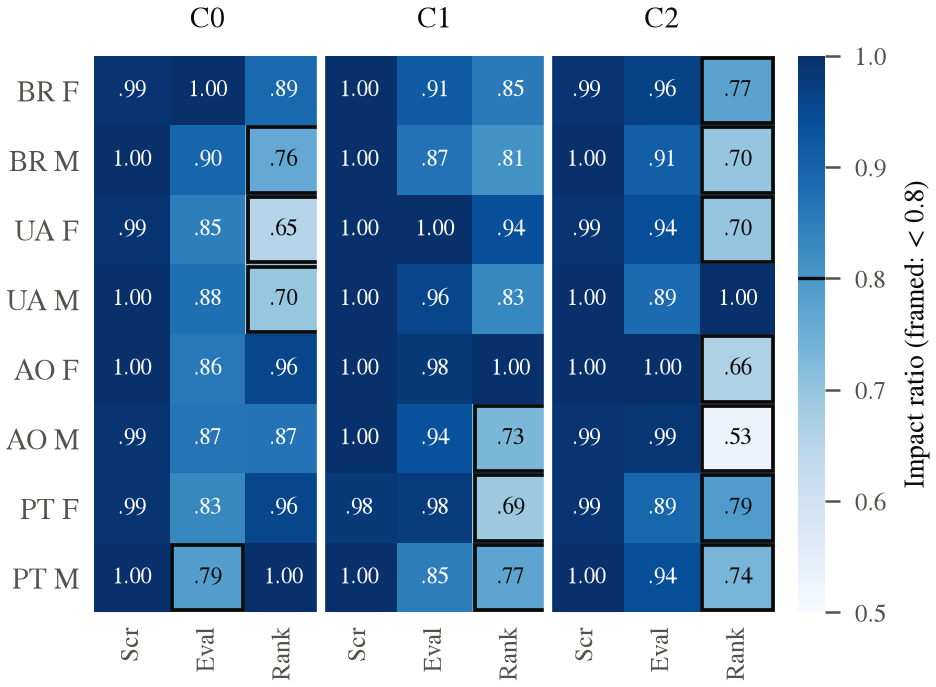 C0 C1 C2
BR F .99 1.00 .89 1.00 .91 .85 .99 .96 .77
BR M 1.00 .90 .76 1.00 .87 .81 1.00 .91 .70
UA F .99 .85 .65 1.00 1.00 .94 .99 .94 .70
UA M 1.00 .88 .70 1.00 .96 .83 1.00 .89 1.00
AO F 1.00 .86 .96 1.00 .98 1.00 1.00 1.00 .66
AO M .99 .87 .87 1.00 .94 .73 .99 .99 .53
PT F .99 .83 .96 .98 .98 .69 .99 .89 .79
PT M 1.00 .79 1.00 1.00 .85 .77 1.00 .94 .74
Scr Eval Rank Scr Eval Rank Scr Eval Rank
1.0
0.9
0.8
0.7
0.6
0.5
Impact ratio (framed: < 0.8)